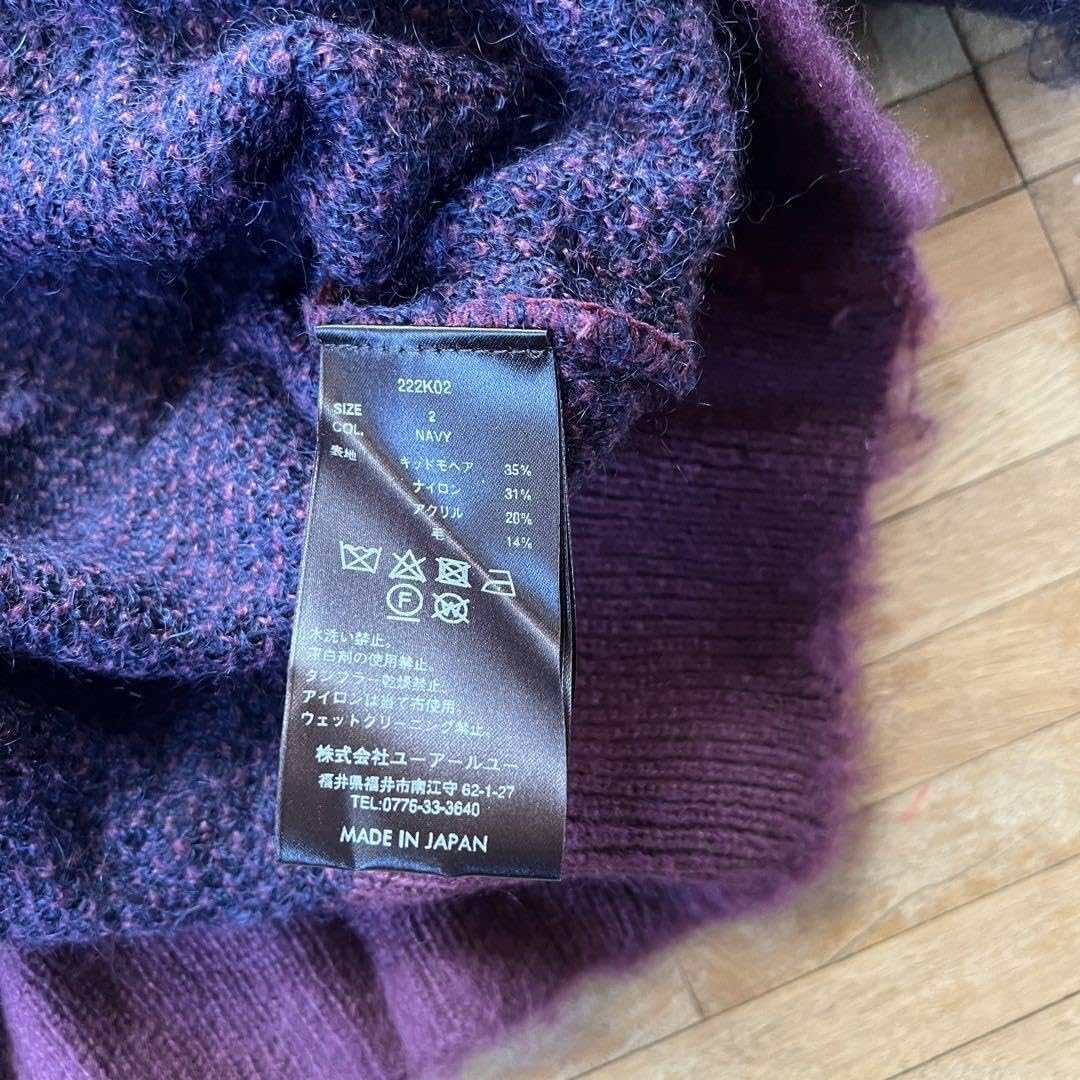 222K02
SIZE 2
COL. NAVY
表地 キッドモヘア 35%
ナイロン 31%
アクリル 20%
毛 14%
F W
水洗い禁止.
漂白剤の使用禁止.
タンブラー乾燥禁止.
アイロンは当て布使用.
ウェットクリーニング禁止.
株式会社ユーアールユー
福井県福井市南江守 62-1-27
TEL:0776-33-3640
MADE IN JAPAN